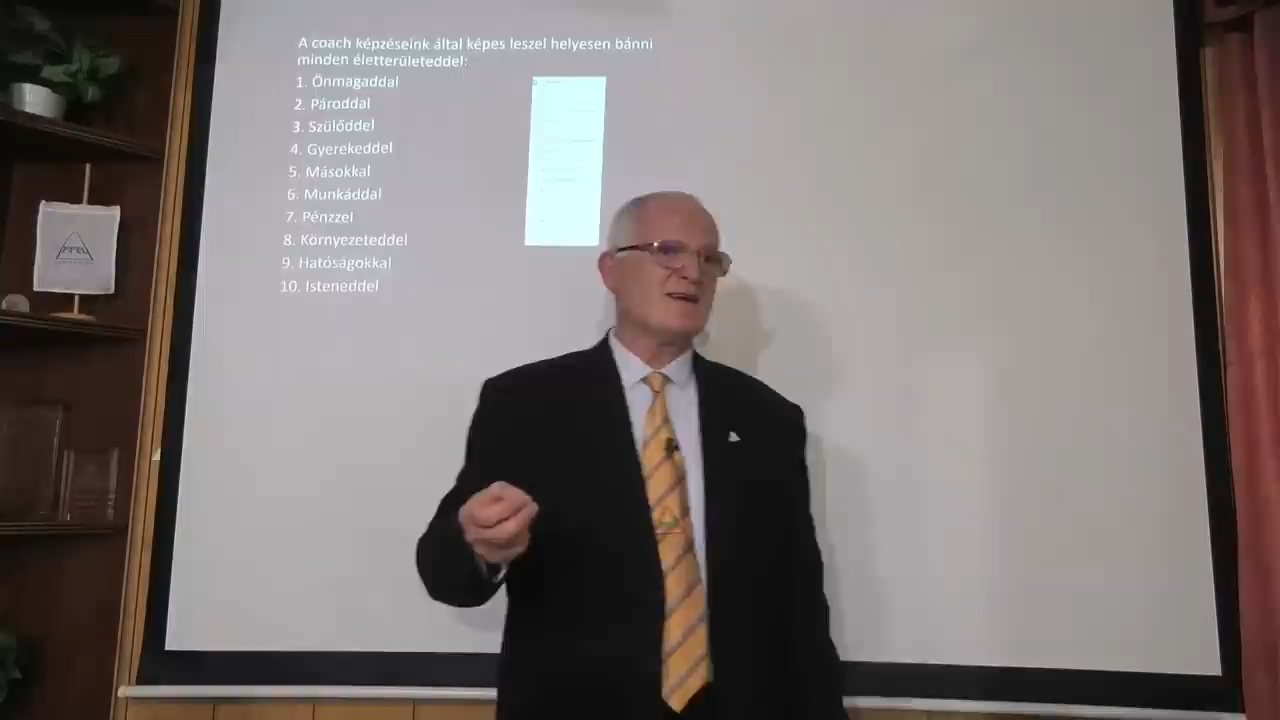 A coach képzéseink által képes leszel helyesen bánni
minden életterületeddel:
1. Önmagaddal
2. Pároddal
3. Szülőddel
4. Gyerekeddel
5. Másokkal
6. Munkáddal
7. Pénzzel
8. Környezeteddel
9. Hatóságokkal
10. Isteneddel